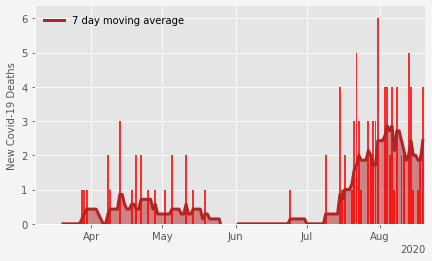 7 day moving average
New Covid-19 Deaths
6
5
4
3
2
1
0
Apr
May
Jun
Jul
Aug
2020